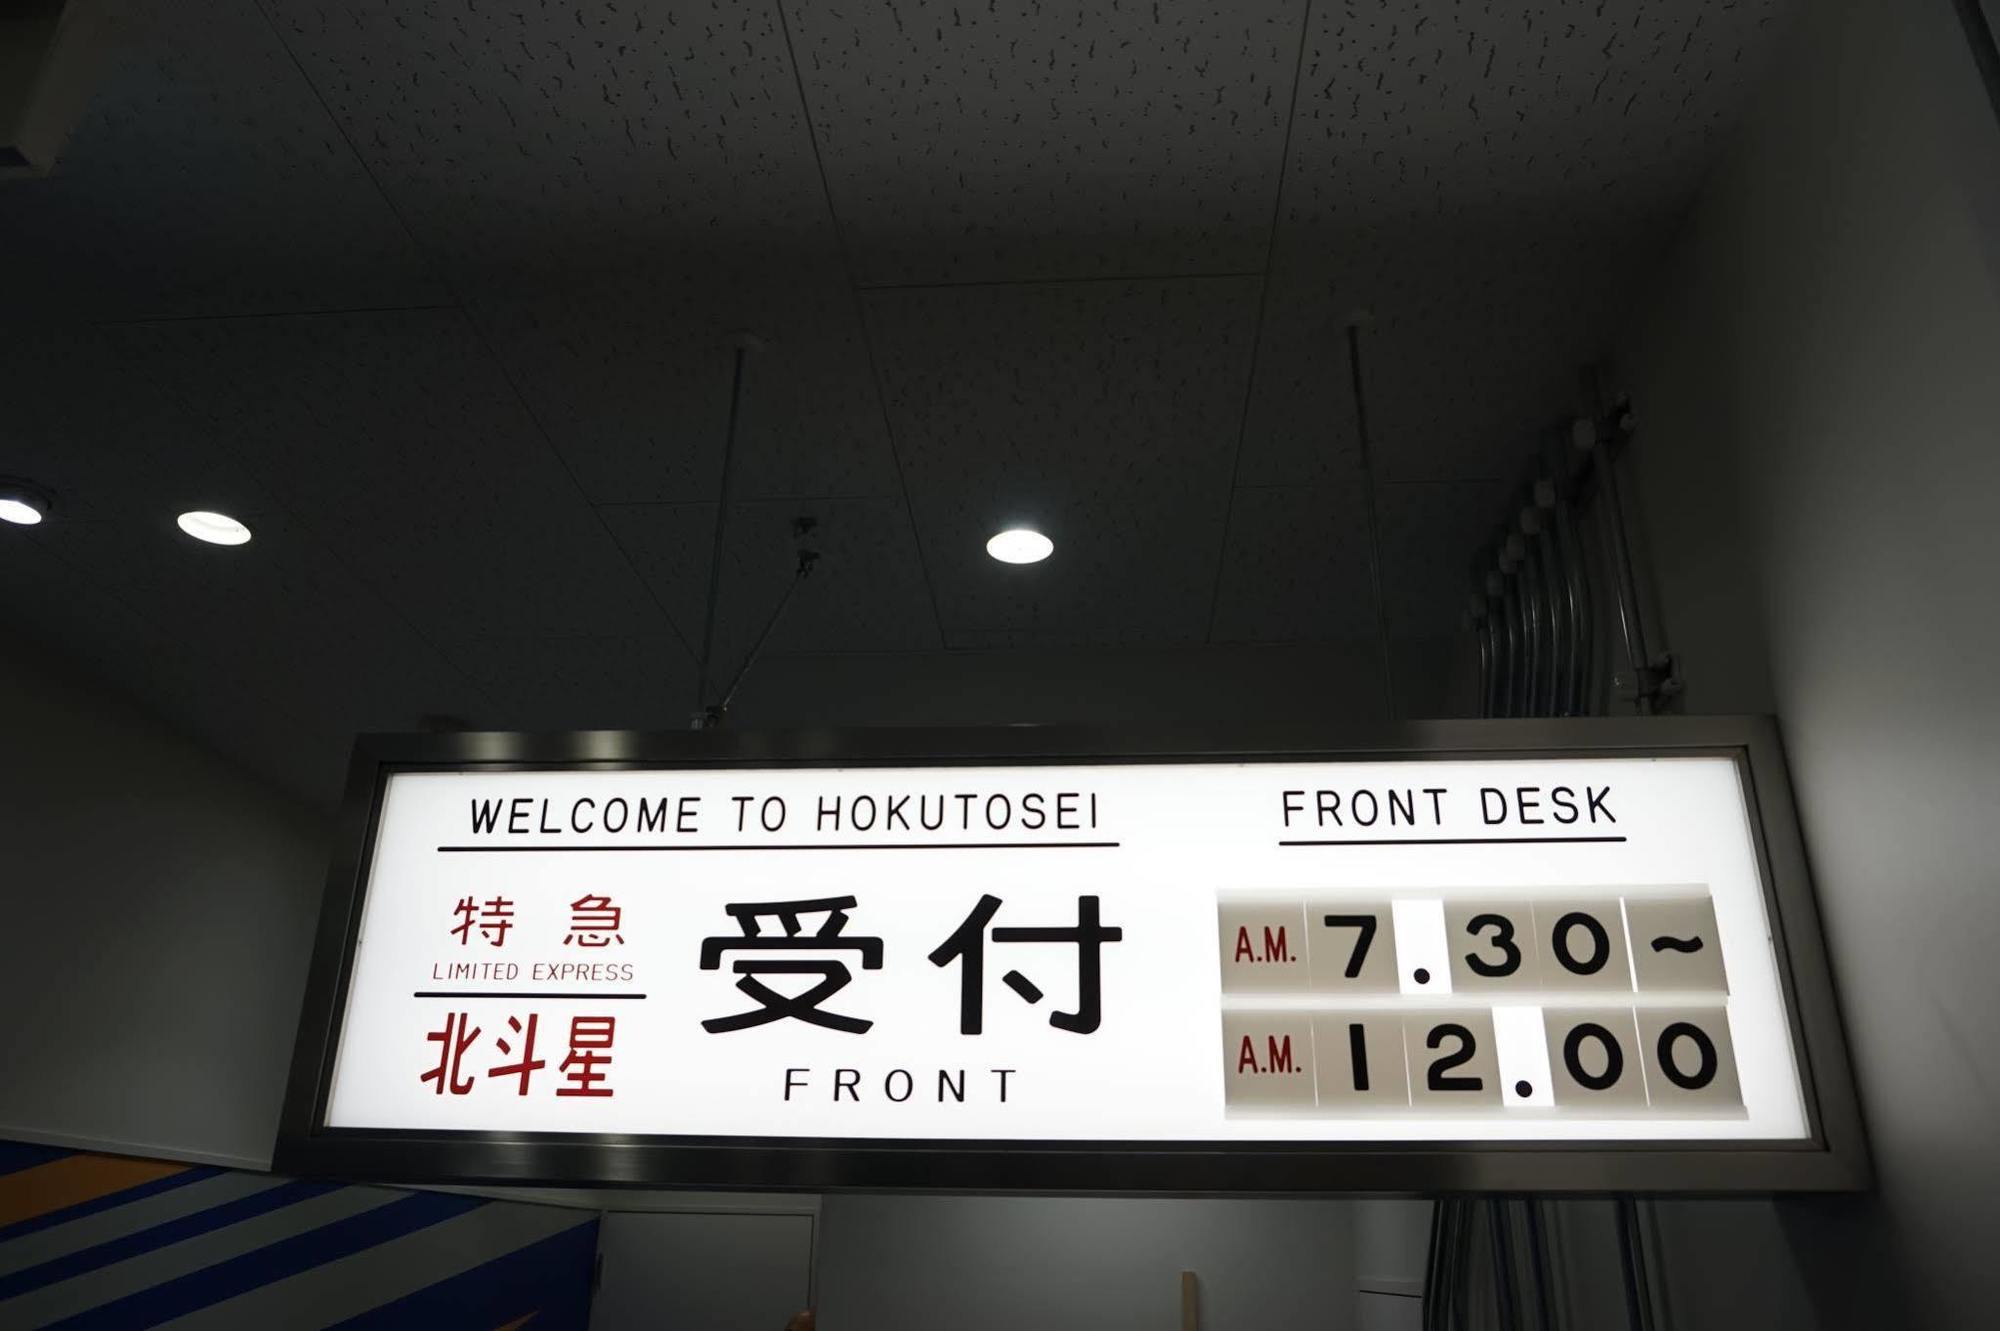 WELCOME TO HOKUTOSEI
特急
LIMITED EXPRESS
北斗星
受付
FRONT
FRONT DESK
A.M. 7.30~
A.M. 12.00